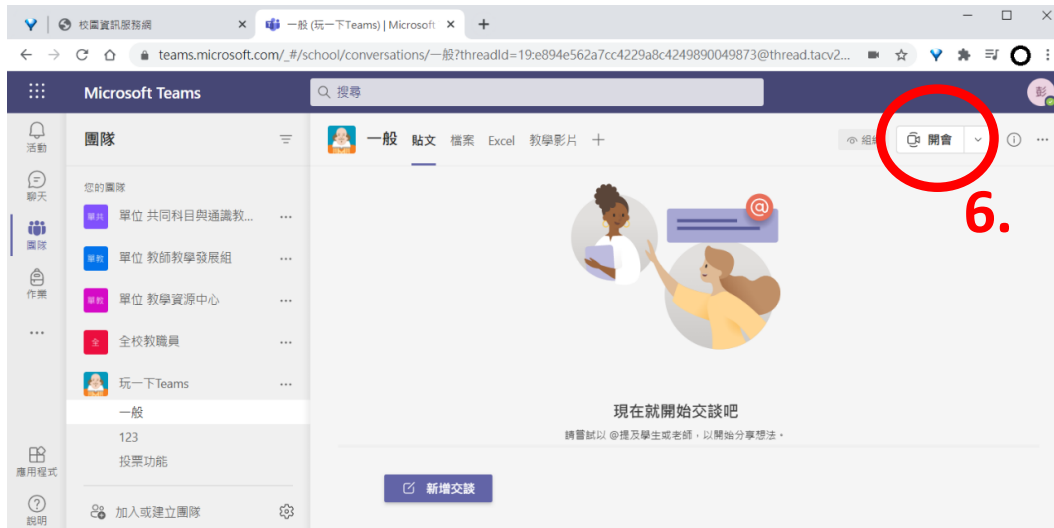 校園資訊服務網
一般 (玩一下Teams) | Microsoft
teams.microsoft.com/_#/school/conversations/一般?threadId=19:e894e562a7cc4229a8c4249890049873@thread.tacv2...
Microsoft Teams
搜尋
彭
活動
聊天
團隊
作業
應用程式
說明
團隊
您的團隊
單共 單位 共同科目與通識教...
單教 單位 教師教學發展組
單教 單位 教學資源中心
全 全校教職員
玩一下Teams
一般
123
投票功能
加入或建立團隊
一般 貼文 檔案 Excel 教學影片
開會
6.
@
現在就開始交談吧
請嘗試以 @提及學生或老師,以開始分享想法。
新增交談